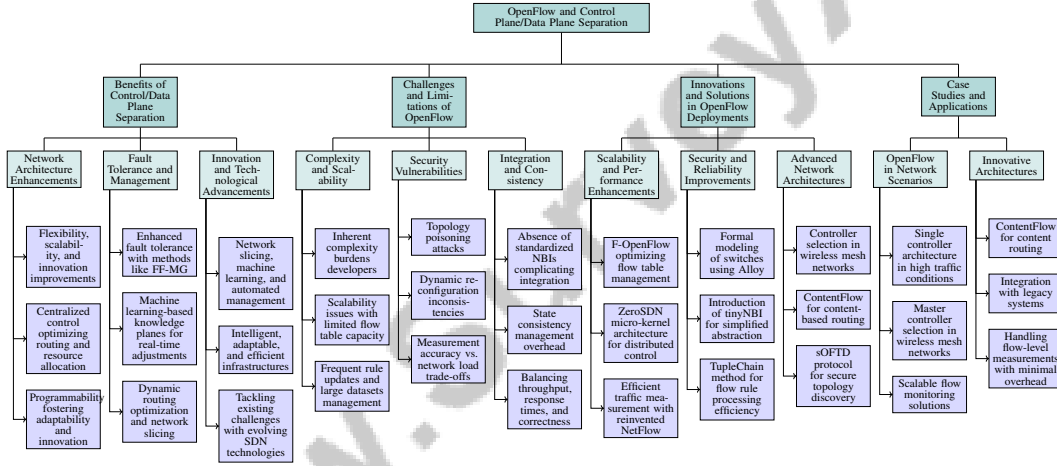 OpenFlow and Control
Plane/Data Plane Separation
Benefits of
Control/Data
Plane
Separation
Challenges
and Limi-
tations of
OpenFlow
Innovations
and Solutions
in OpenFlow
Deployments
Case
Studies and
Applications
Network
Architecture
Enhancements
Fault
Tolerance and
Management
Innovation
and Tech-
nological
Advancements
Complexity
and Scal-
ability
Security
Vulnerabilities
Integration
and Con-
sistency
Scalability
and Per-
formance
Enhancements
Security and
Reliability
Improvements
Advanced
Network
Architectures
OpenFlow
in Network
Scenarios
Innovative
Architectures
Flexibility,
scalabil-
ity, and
innovation
improvements
Centralized
control
optimizing
routing and
resource
allocation
Programmability
fostering
adaptability
and
innovation
Enhanced
fault tolerance
with methods
like FF-MG
Machine
learning-based
knowledge
planes for
real-time
adjustments
Dynamic
routing
optimization
and network
slicing
Network
slicing,
machine
learning, and
automated
management
Intelligent,
adaptable,
and efficient
infrastructures
Tackling
existing
challenges
with evolving
SDN
technologies
Inherent
complexity
burdens
developers
Scalability
issues with
limited flow
table capacity
Frequent rule
updates and
large datasets
management
Topology
poisoning
attacks
Dynamic re-
configuration
inconsis-
tencies
Measurement
accuracy vs.
network load
trade-offs
Absence of
standardized
NBIs
complicating
integration
State
consistency
management
overhead
Balancing
throughput,
response
times, and
correctness
F-OpenFlow
optimizing
flow table
management
ZeroSDN
micro-kernel
architecture
for distributed
control
Efficient
traffic mea-
surement with
reinvented
NetFlow
Formal
modeling
of switches
using Alloy
Introduction
of tinyNBI
for simplified
abstraction
TupleChain
method for
flow rule
processing
efficiency
Controller
selection in
wireless mesh
networks
ContentFlow
for content-
based routing
sOFTD
protocol
for secure
topology
discovery
Single
controller
architecture
in high traffic
conditions
Master
controller
selection in
wireless mesh
networks
Scalable flow
monitoring
solutions
ContentFlow
for content
routing
Integration
with legacy
systems
Handling
flow-level
measurements
with minimal
overhead